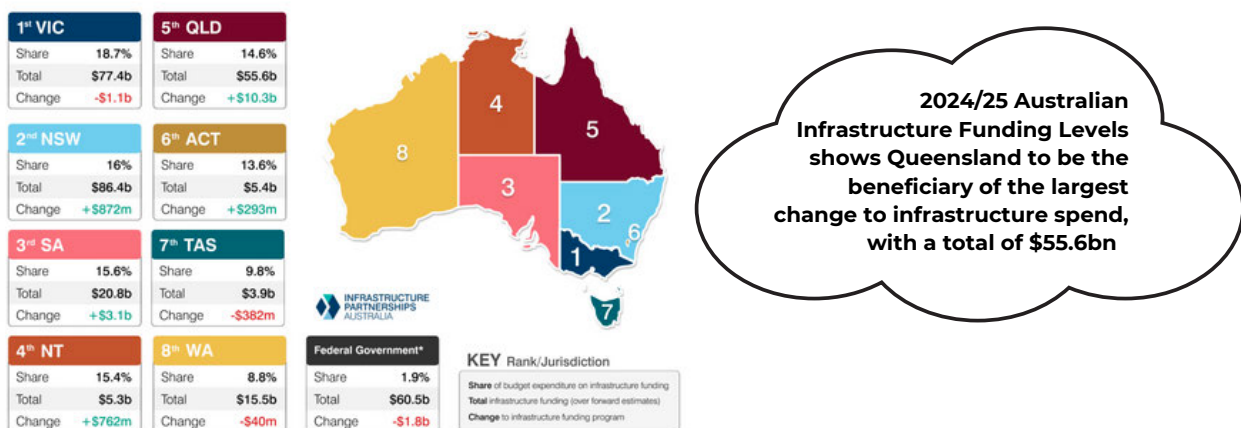 1st VIC
Share 18.7%
Total $77.4b
Change -$1.1b
5th QLD
Share 14.6%
Total $55.6b
Change +$10.3b
2nd NSW
Share 16%
Total $86.4b
Change +$872m
6th ACT
Share 13.6%
Total $5.4b
Change +$293m
3rd SA
Share 15.6%
Total $20.8b
Change +$3.1b
7th TAS
Share 9.8%
Total $3.9b
Change -$382m
4th NT
Share 15.4%
Total $5.3b
Change +$762m
8th WA
Share 8.8%
Total $15.5b
Change -$40m
8
4
5
3
2
6
1
7
INFRASTRUCTURE
PARTNERSHIPS
AUSTRALIA
Federal Government*
Share 1.9%
Total $60.5b
Change -$1.8b
KEY Rank/Jurisdiction
Share of budget expenditure on infrastructure funding
Total infrastructure funding (over forward estimates)
Change to infrastructure funding program
2024/25 Australian
Infrastructure Funding Levels
shows Queensland to be the
beneficiary of the largest
change to infrastructure spend,
with a total of $55.6bn